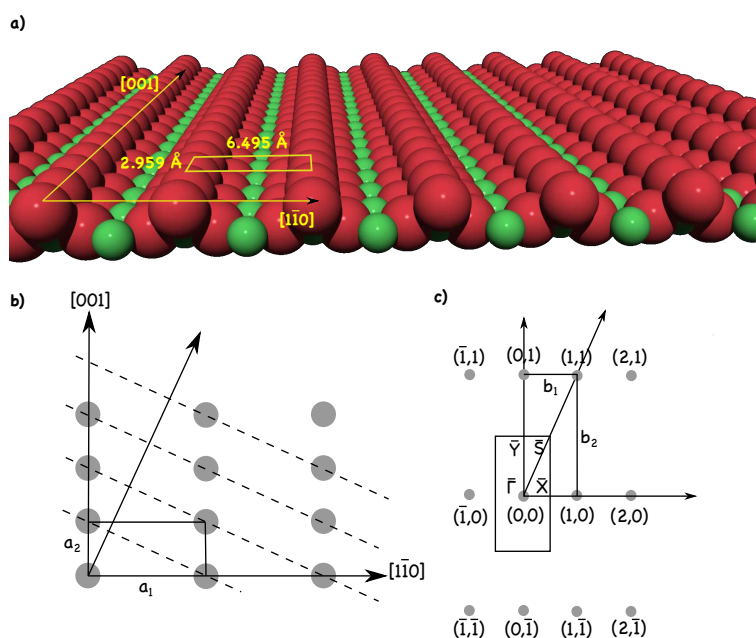 a)
[001]
6.495 Å
2.959 Å
[11̄0]
b)
[001]
a₂
a₁
[11̄0]
c)
(1̄,1) (0,1) (1,1) (2,1)
b₁
b₂
Ȳ S̄
Γ̄ X̄
(1̄,0) (0,0) (1,0) (2,0)
(1̄,1̄) (0,1̄) (1,1̄) (2,1̄)